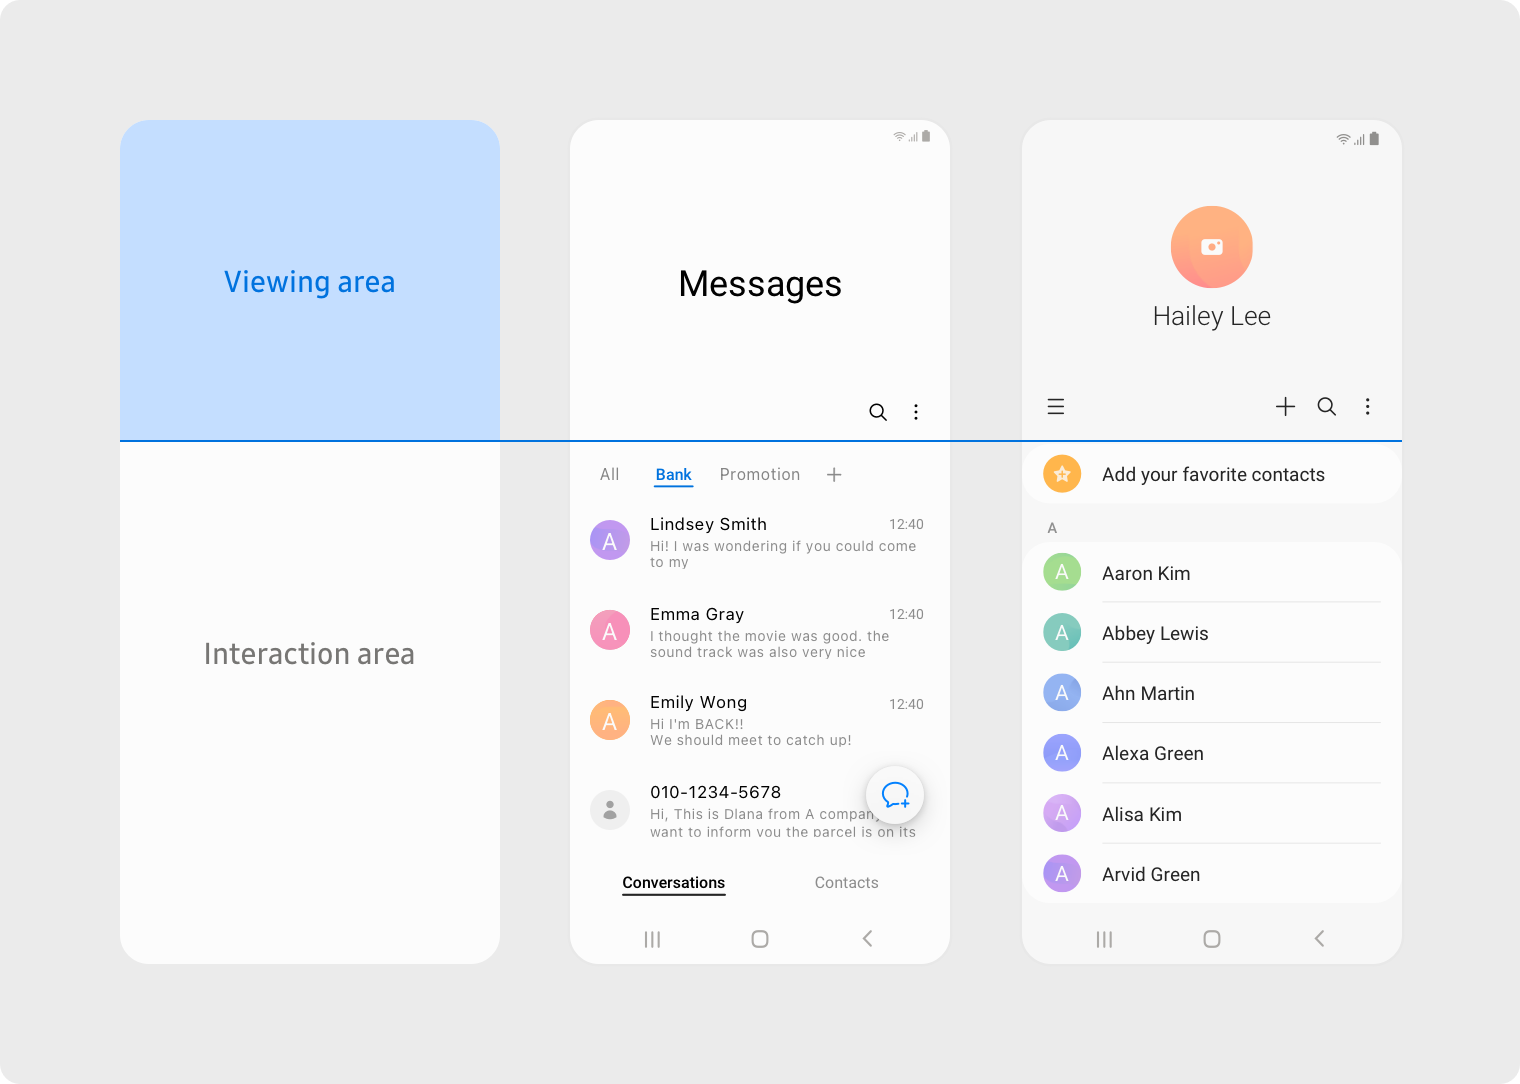 Viewing area
Interaction area
Messages
All Bank Promotion
A
Lindsey Smith 12:40
Hi! I was wondering if you could come
to my
A
Emma Gray 12:40
I thought the movie was good. the
sound track was also very nice
A
Emily Wong 12:40
Hi I'm BACK!!
We should meet to catch up!
010-1234-5678
Hi, This is Dlana from A company
want to inform you the parcel is on its
Conversations Contacts
Hailey Lee
Add your favorite contacts
A
A Aaron Kim
A Abbey Lewis
A Ahn Martin
A Alexa Green
A Alisa Kim
A Arvid Green